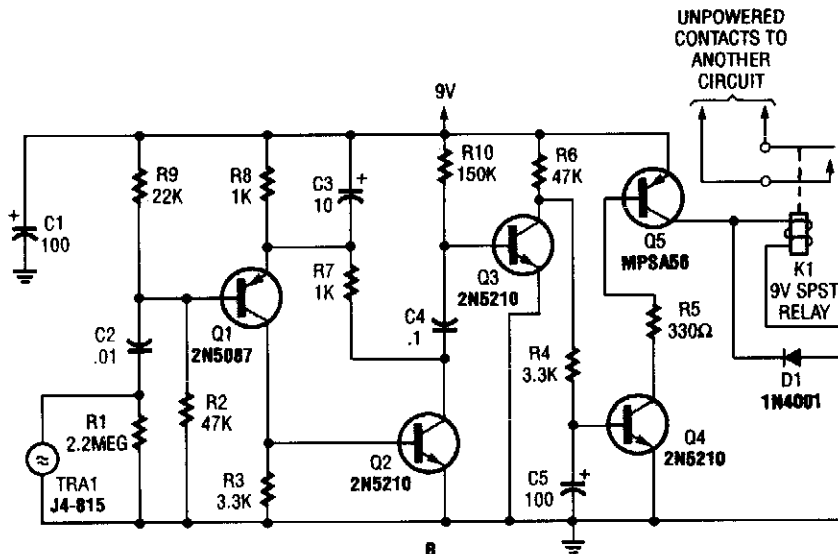 UNPOWERED
CONTACTS TO
ANOTHER
CIRCUIT
9V
R9
22K
R8
1K
C3
10
+
R10
150K
R6
47K
+
C1
100
Q5
MPSA56
R7
1K
Q3
2N5210
K1
9V SPST
RELAY
C2
.01
Q1
2N5087
C4
.1
R5
330Ω
R4
3.3K
D1
1N4001
R1
2.2MEG
R2
47K
Q2
2N5210
Q4
2N5210
TRA1
J4-815
R3
3.3K
C5
100
+
B